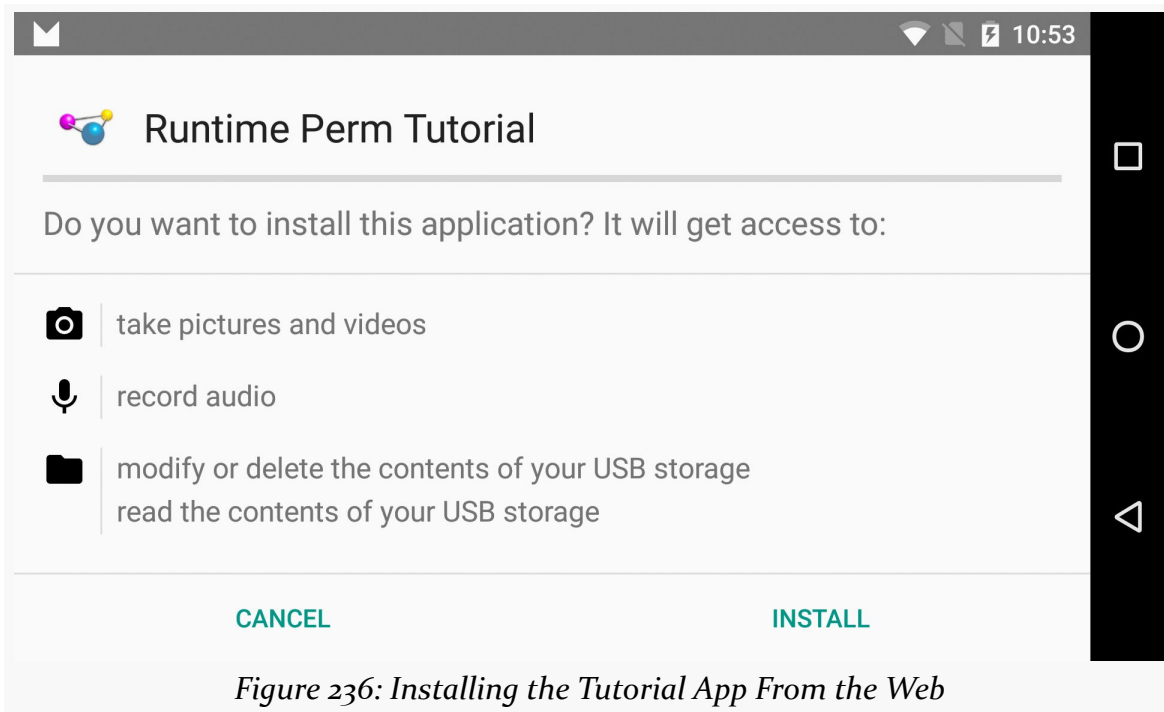 10:53
Runtime Perm Tutorial
Do you want to install this application? It will get access to:
take pictures and videos
record audio
modify or delete the contents of your USB storage
read the contents of your USB storage
CANCEL
INSTALL
Figure 236: Installing the Tutorial App From the Web